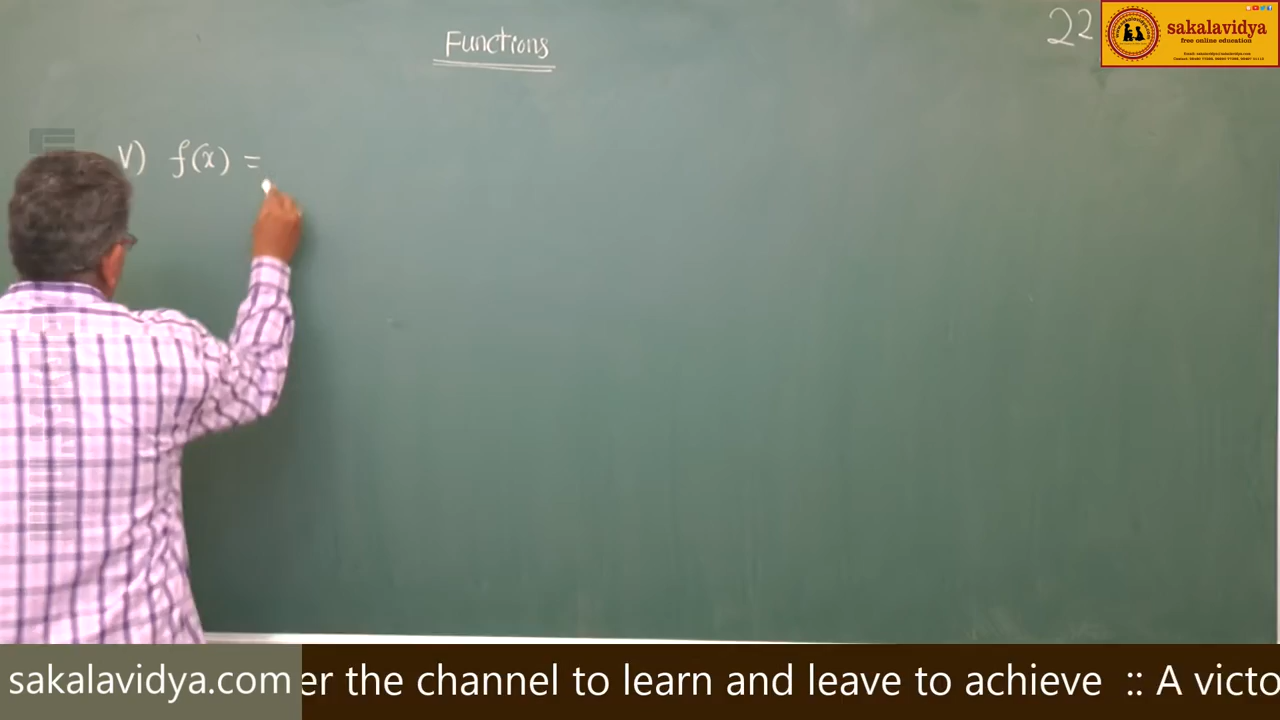 Functions
22
sakalavidya
free online education
V) f(x) =
sakalavidya.com
er the channel to learn and leave to achieve :: A victo